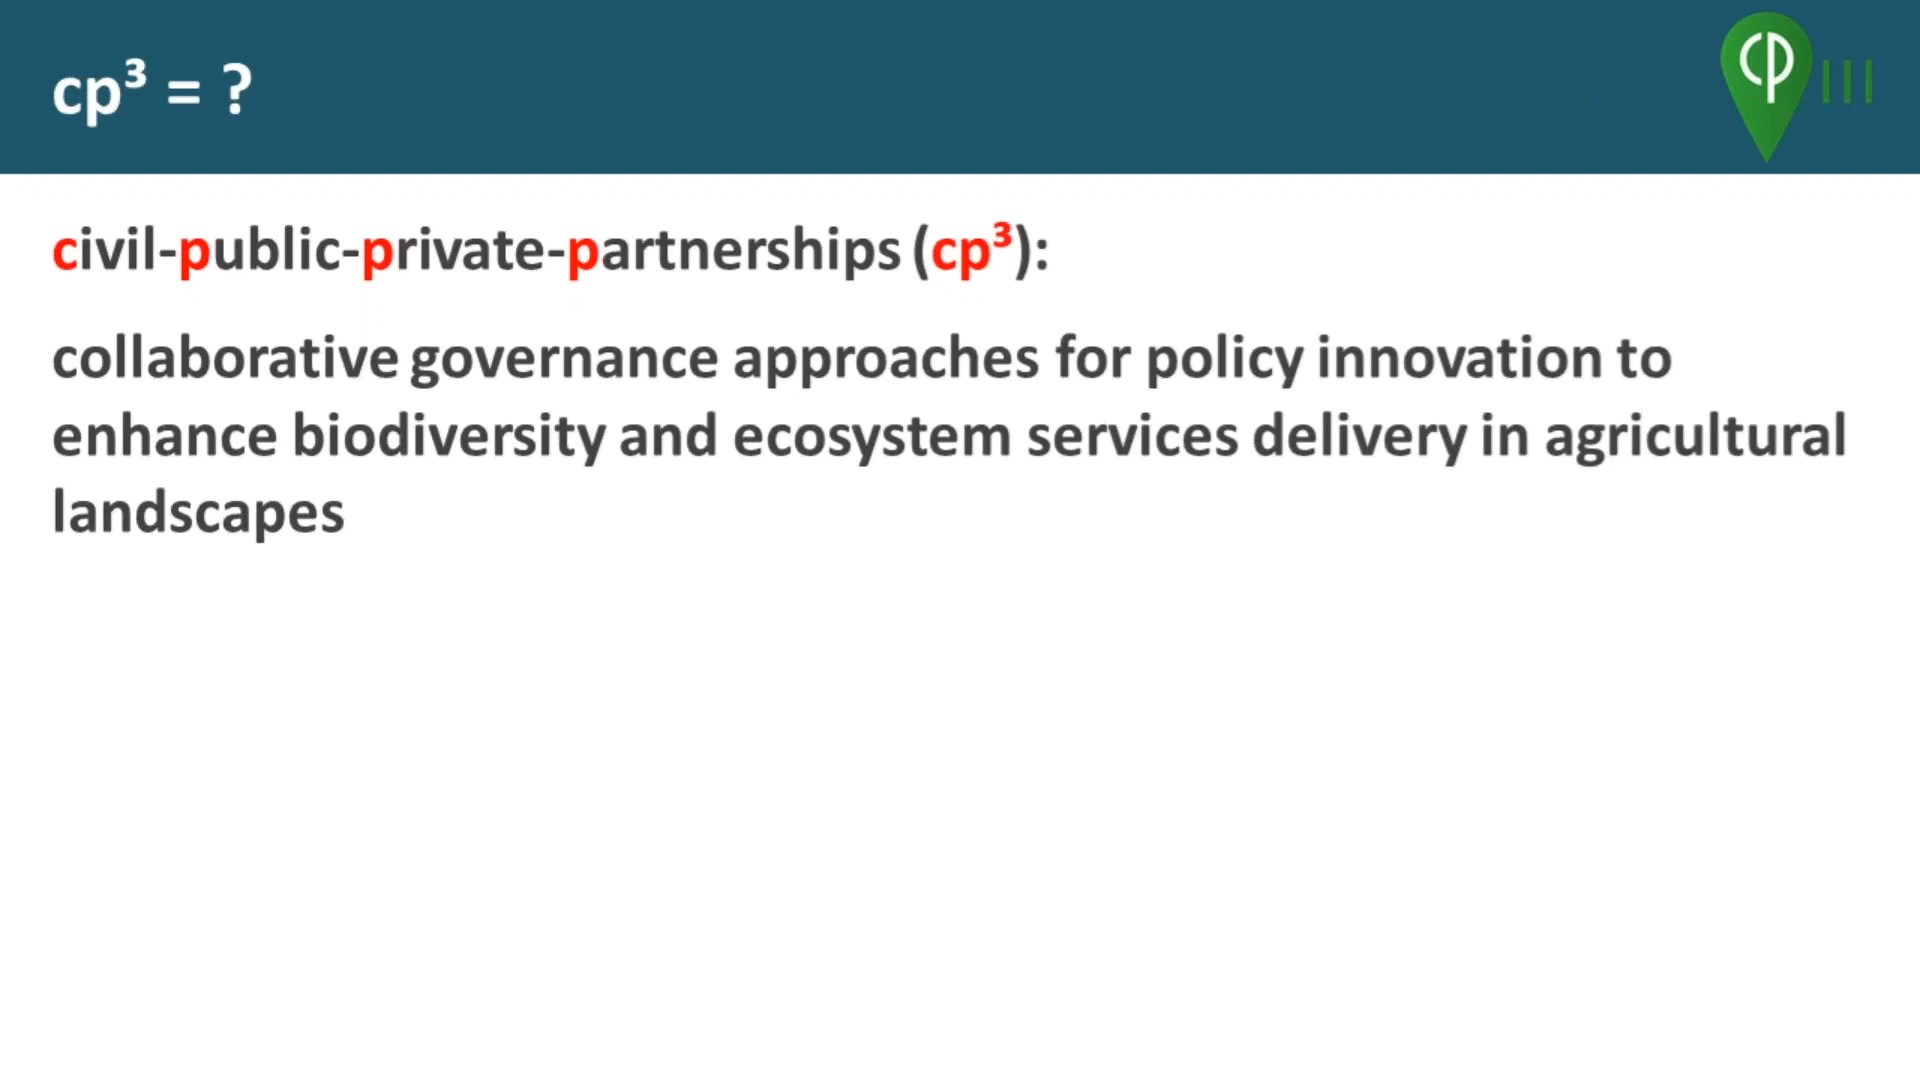 cp³ = ?
cp
civil-public-private-partnerships (cp³):
collaborative governance approaches for policy innovation to
enhance biodiversity and ecosystem services delivery in agricultural
landscapes